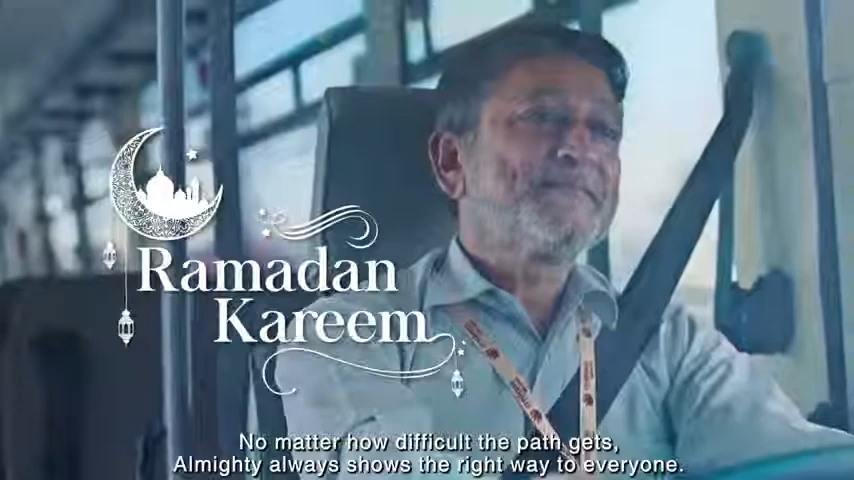 Ramadan
Kareem
No matter how difficult the path gets,
Almighty always shows the right way to everyone.